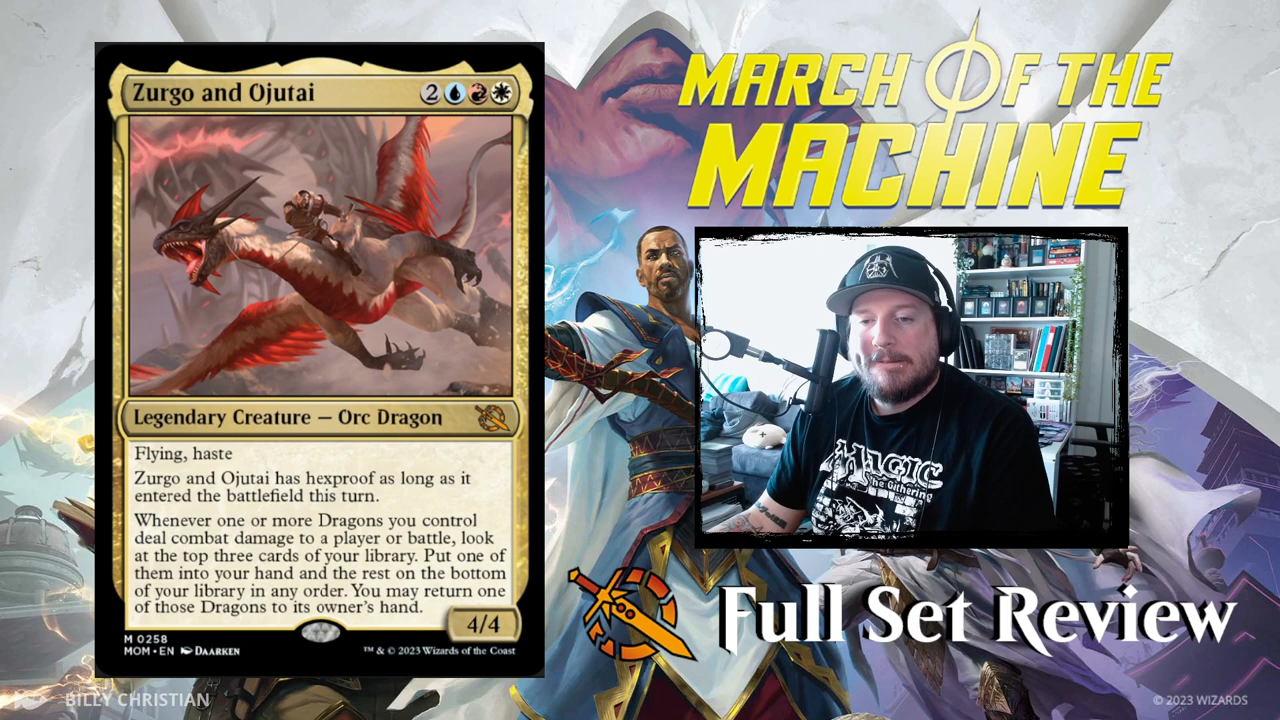 Zurgo and Ojutai 2
Legendary Creature — Orc Dragon
Flying, haste
Zurgo and Ojutai has hexproof as long as it
entered the battlefield this turn.
Whenever one or more Dragons you control
deal combat damage to a player or battle, look
at the top three cards of your library. Put one of
them into your hand and the rest on the bottom
of your library in any order. You may return one
of those Dragons to its owner's hand.
4/4
M 0258
MOM • EN DAARKEN
™ & © 2023 Wizards of the Coast
BILLY CHRISTIAN
MARCH OF THE
MACHINE
MAGIC
The Gathering
Full Set Review
© 2023 WIZARDS